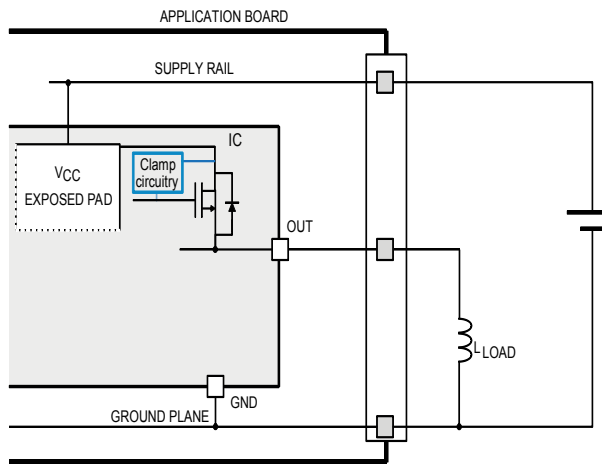 APPLICATION BOARD
SUPPLY RAIL
IC
VCC
EXPOSED PAD
Clamp
circuitry
OUT
LLOAD
GND
GROUND PLANE